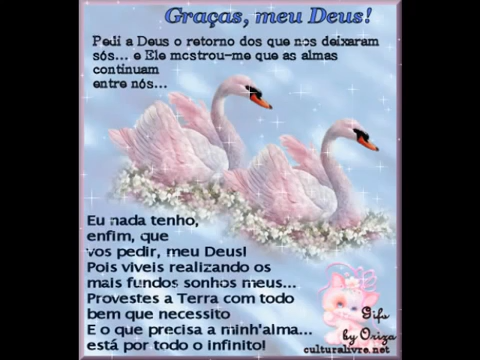 Graças, meu Deus!
Pedi a Deus o retorno dos que nos deixaram
sós... e Ele mostrou-me que as almas
continuam
entre nós...
Eu nada tenho,
enfim, que
vos pedir, meu Deus!
Pois viveis realizando os
mais fundos sonhos meus...
Provestes a Terra com todo
bem que necessito
E o que precisa a minh'alma...
está por todo o infinito!
Gifs
by Oriza
culturalivre.net